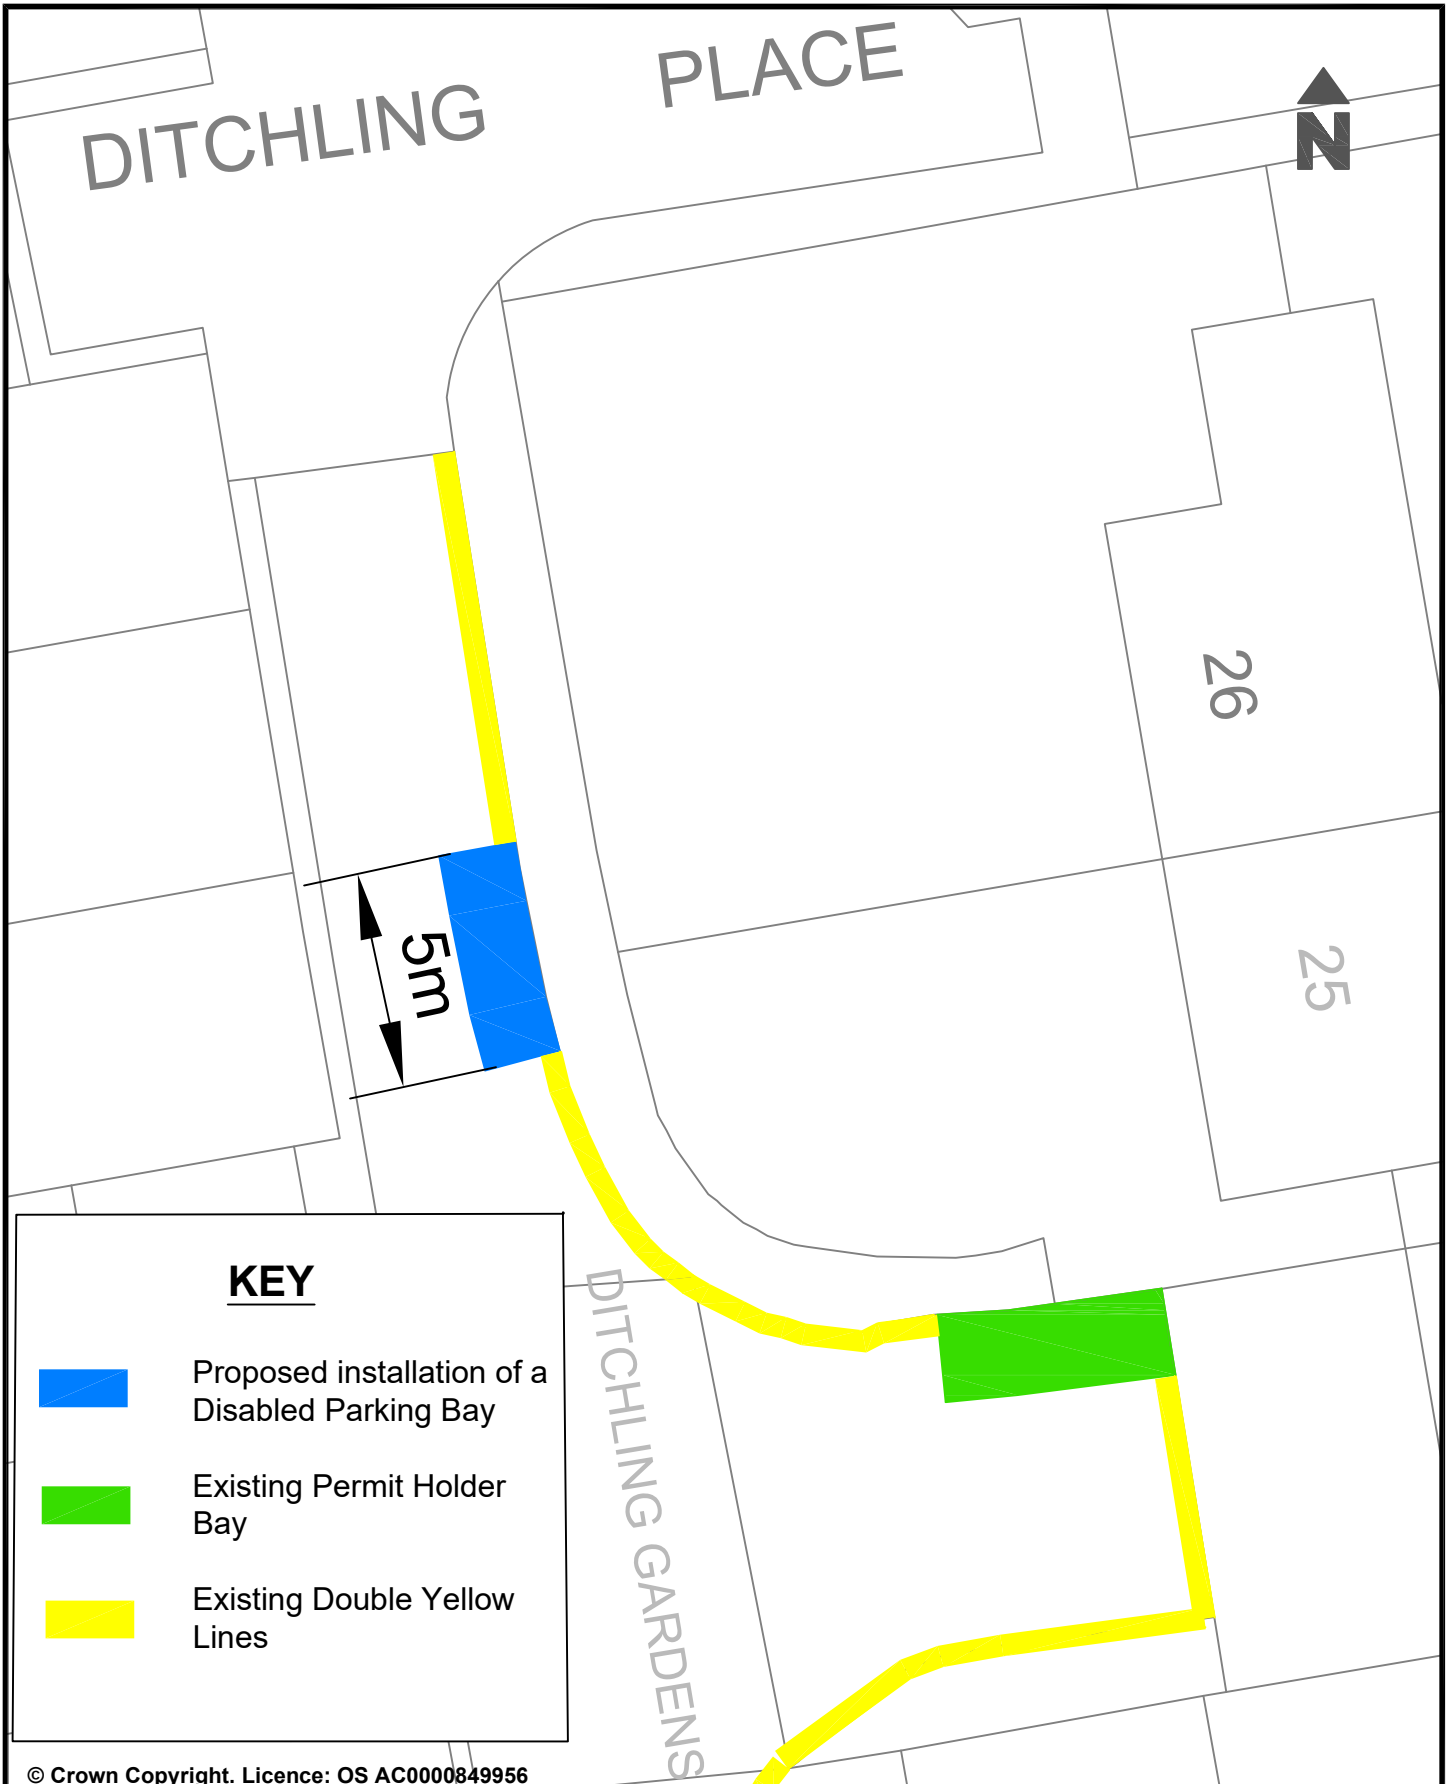 DITCHLING PLACE
N
26
25
5m
DITCHLING GARDENS
KEY
Proposed installation of a
Disabled Parking Bay
Existing Permit Holder
Bay
Existing Double Yellow
Lines
© Crown Copyright. Licence: OS AC0000849956